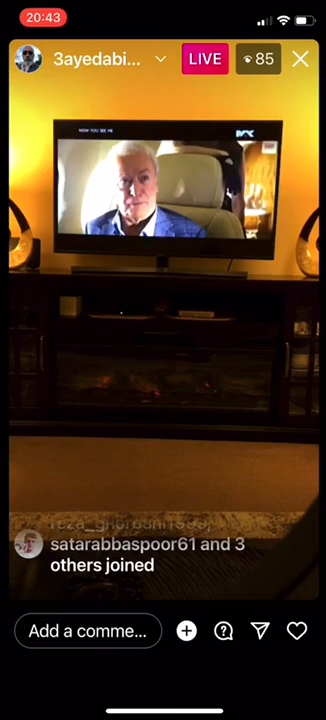 20:43
3ayedabi...
LIVE
85
NOW YOU SEE ME
satarabbaspoor61 and 3
others joined
Add a comme...